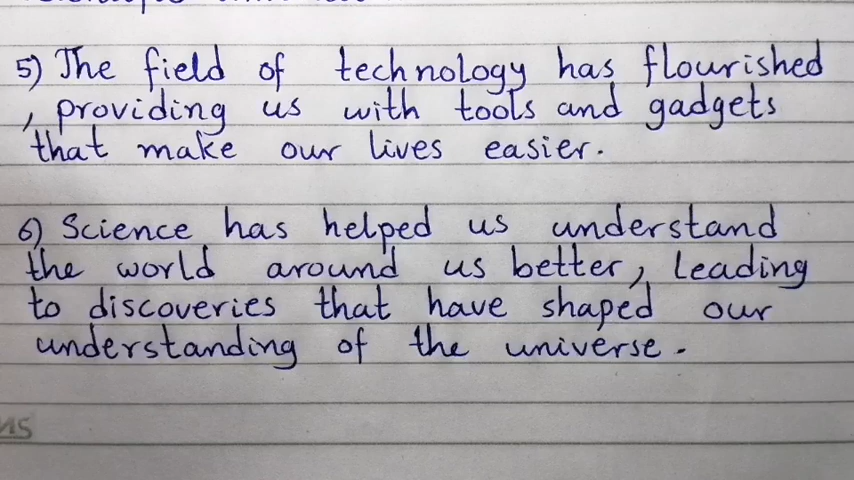 5) The field of technology has flourished
, providing us with tools and gadgets
that make our lives easier.
6) Science has helped us understand
the world around us better, leading
to discoveries that have shaped our
understanding of the universe.